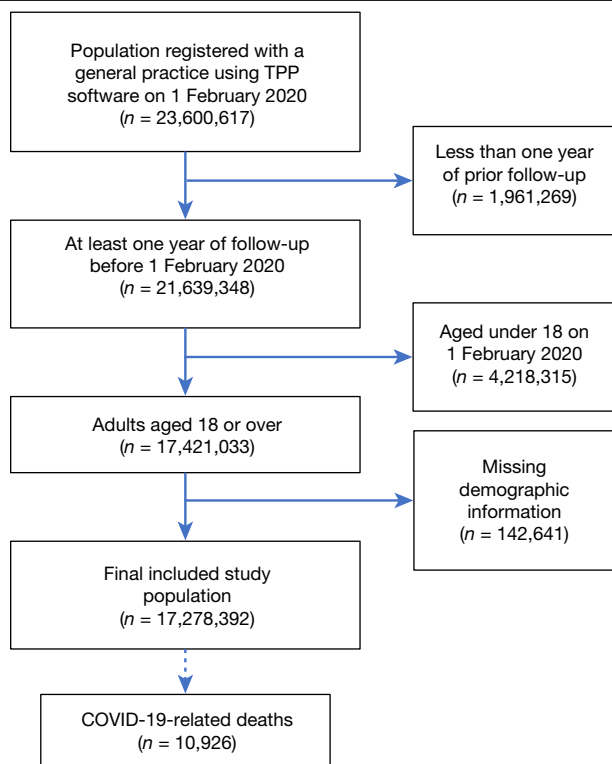 Population registered with a
general practice using TPP
software on 1 February 2020
(n = 23,600,617)
Less than one year
of prior follow-up
(n = 1,961,269)
At least one year of follow-up
before 1 February 2020
(n = 21,639,348)
Aged under 18 on
1 February 2020
(n = 4,218,315)
Adults aged 18 or over
(n = 17,421,033)
Missing
demographic
information
(n = 142,641)
Final included study
population
(n = 17,278,392)
COVID-19-related deaths
(n = 10,926)